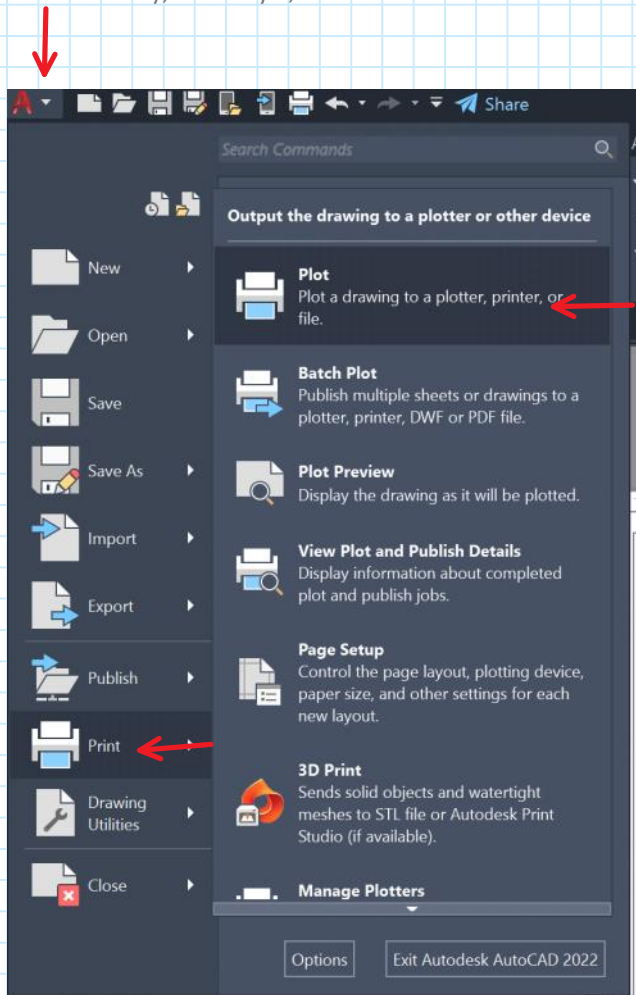 Share
Search Commands
Output the drawing to a plotter or other device
New
Open
Save
Save As
Import
Export
Publish
Print
Drawing
Utilities
Close
Plot
Plot a drawing to a plotter, printer, or
file.
Batch Plot
Publish multiple sheets or drawings to a
plotter, printer, DWF or PDF file.
Plot Preview
Display the drawing as it will be plotted.
View Plot and Publish Details
Display information about completed
plot and publish jobs.
Page Setup
Control the page layout, plotting device,
paper size, and other settings for each
new layout.
3D Print
Sends solid objects and watertight
meshes to STL file or Autodesk Print
Studio (if available).
Manage Plotters
Options
Exit Autodesk AutoCAD 2022